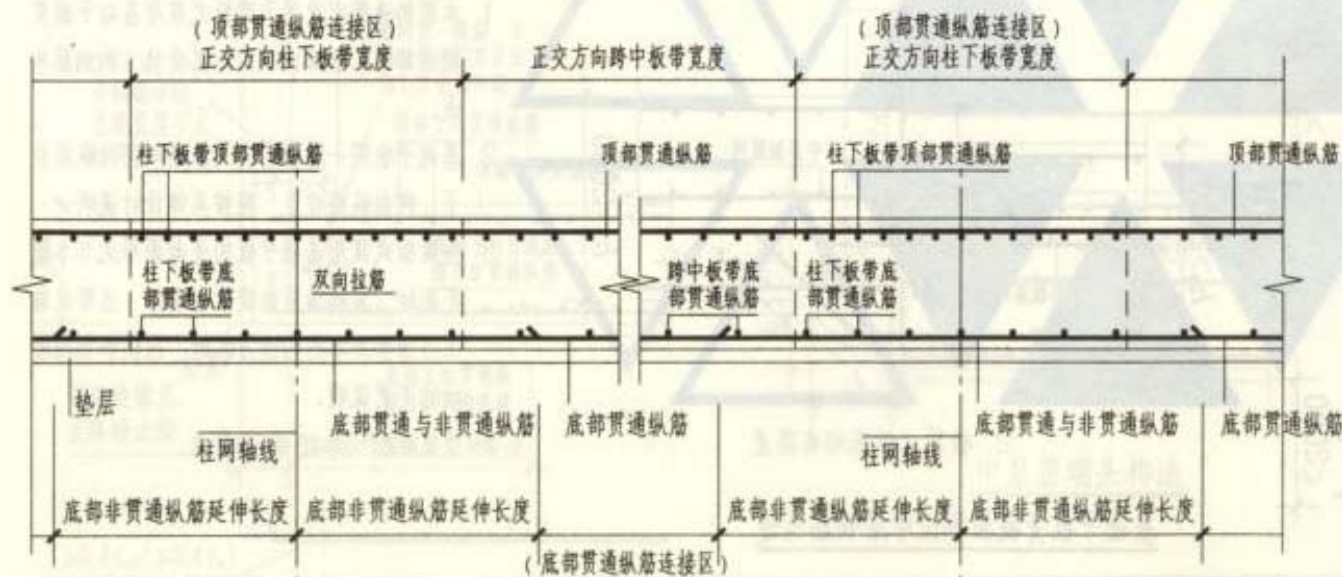 (顶部贯通纵筋连接区)
正交方向柱下板带宽度
正交方向跨中板带宽度
(顶部贯通纵筋连接区)
正交方向柱下板带宽度
柱下板带顶部贯通纵筋
顶部贯通纵筋
柱下板带顶部贯通纵筋
顶部贯通纵筋
柱下板带底
部贯通纵筋
双向拉筋
跨中板带底
部贯通纵筋
柱下板带底
部贯通纵筋
垫层
柱网轴线
底部贯通与非贯通纵筋
底部贯通纵筋
柱网轴线
底部贯通与非贯通纵筋
底部贯通纵筋
底部非贯通纵筋延伸长度
底部非贯通纵筋延伸长度
底部非贯通纵筋延伸长度
底部非贯通纵筋延伸长度
(底部贯通纵筋连接区)